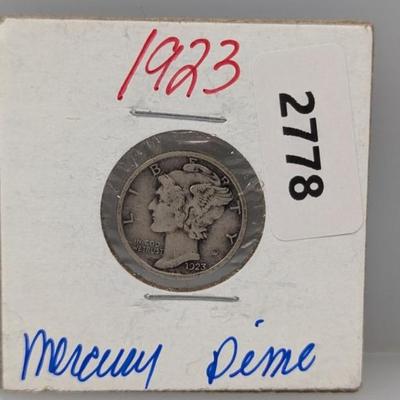 1923
2778
LIBERTY
IN GOD
WE TRUST
1923
Mercury Dime